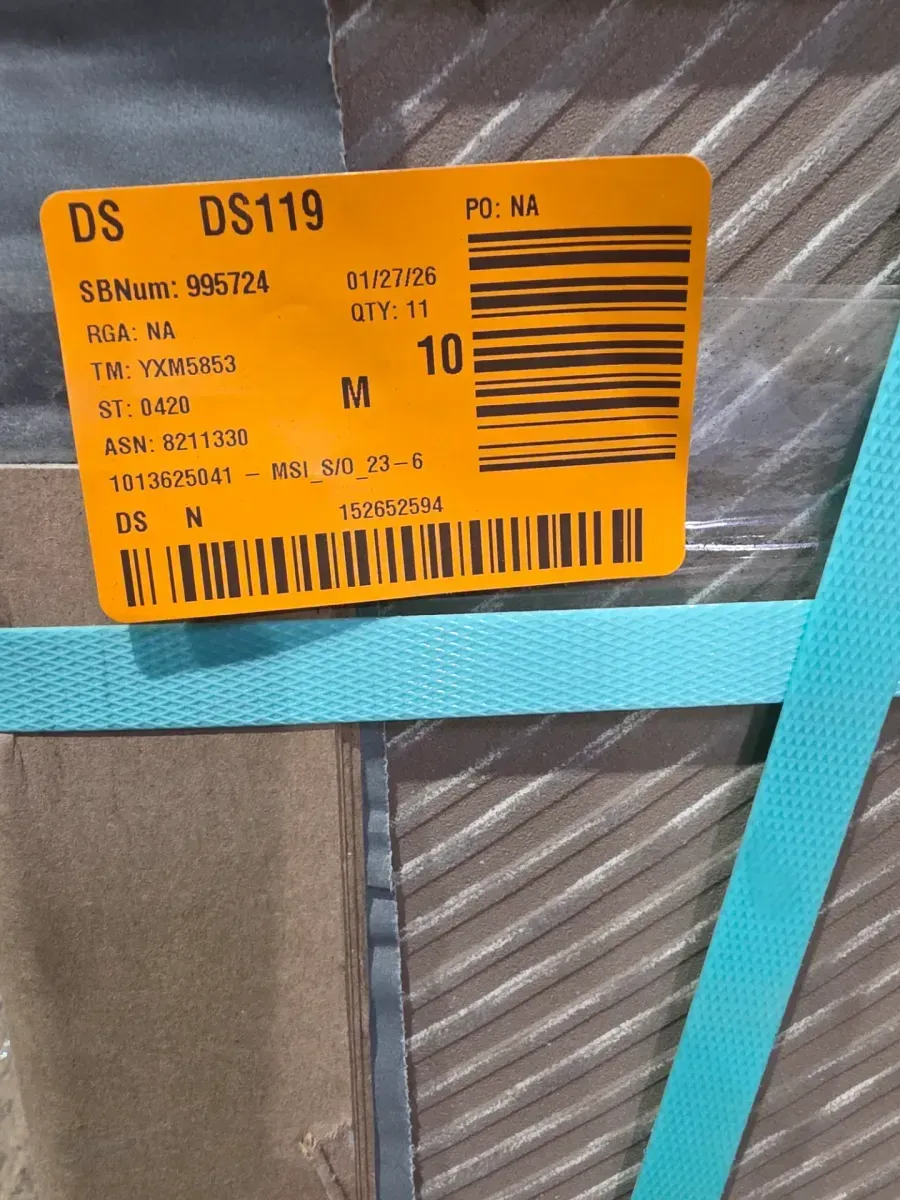 DS DS119 PO: NA
SBNum: 995724 01/27/26
RGA: NA QTY: 11
TM: YXM5853 10
ST: 0420 M
ASN: 8211330
1013625041 - MSI_S/O_23-6
DS N 152652594